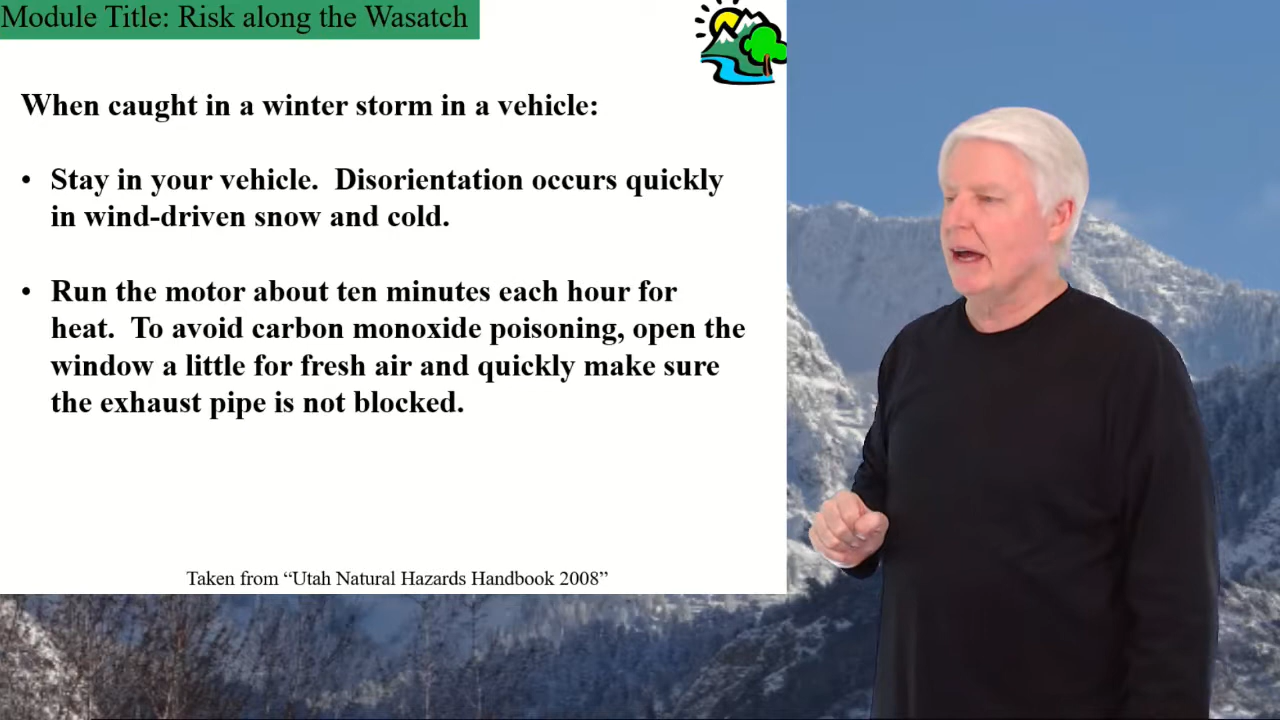 Module Title: Risk along the Wasatch
When caught in a winter storm in a vehicle:
• Stay in your vehicle.  Disorientation occurs quickly
in wind-driven snow and cold.
• Run the motor about ten minutes each hour for
heat.  To avoid carbon monoxide poisoning, open the
window a little for fresh air and quickly make sure
the exhaust pipe is not blocked.
Taken from “Utah Natural Hazards Handbook 2008”